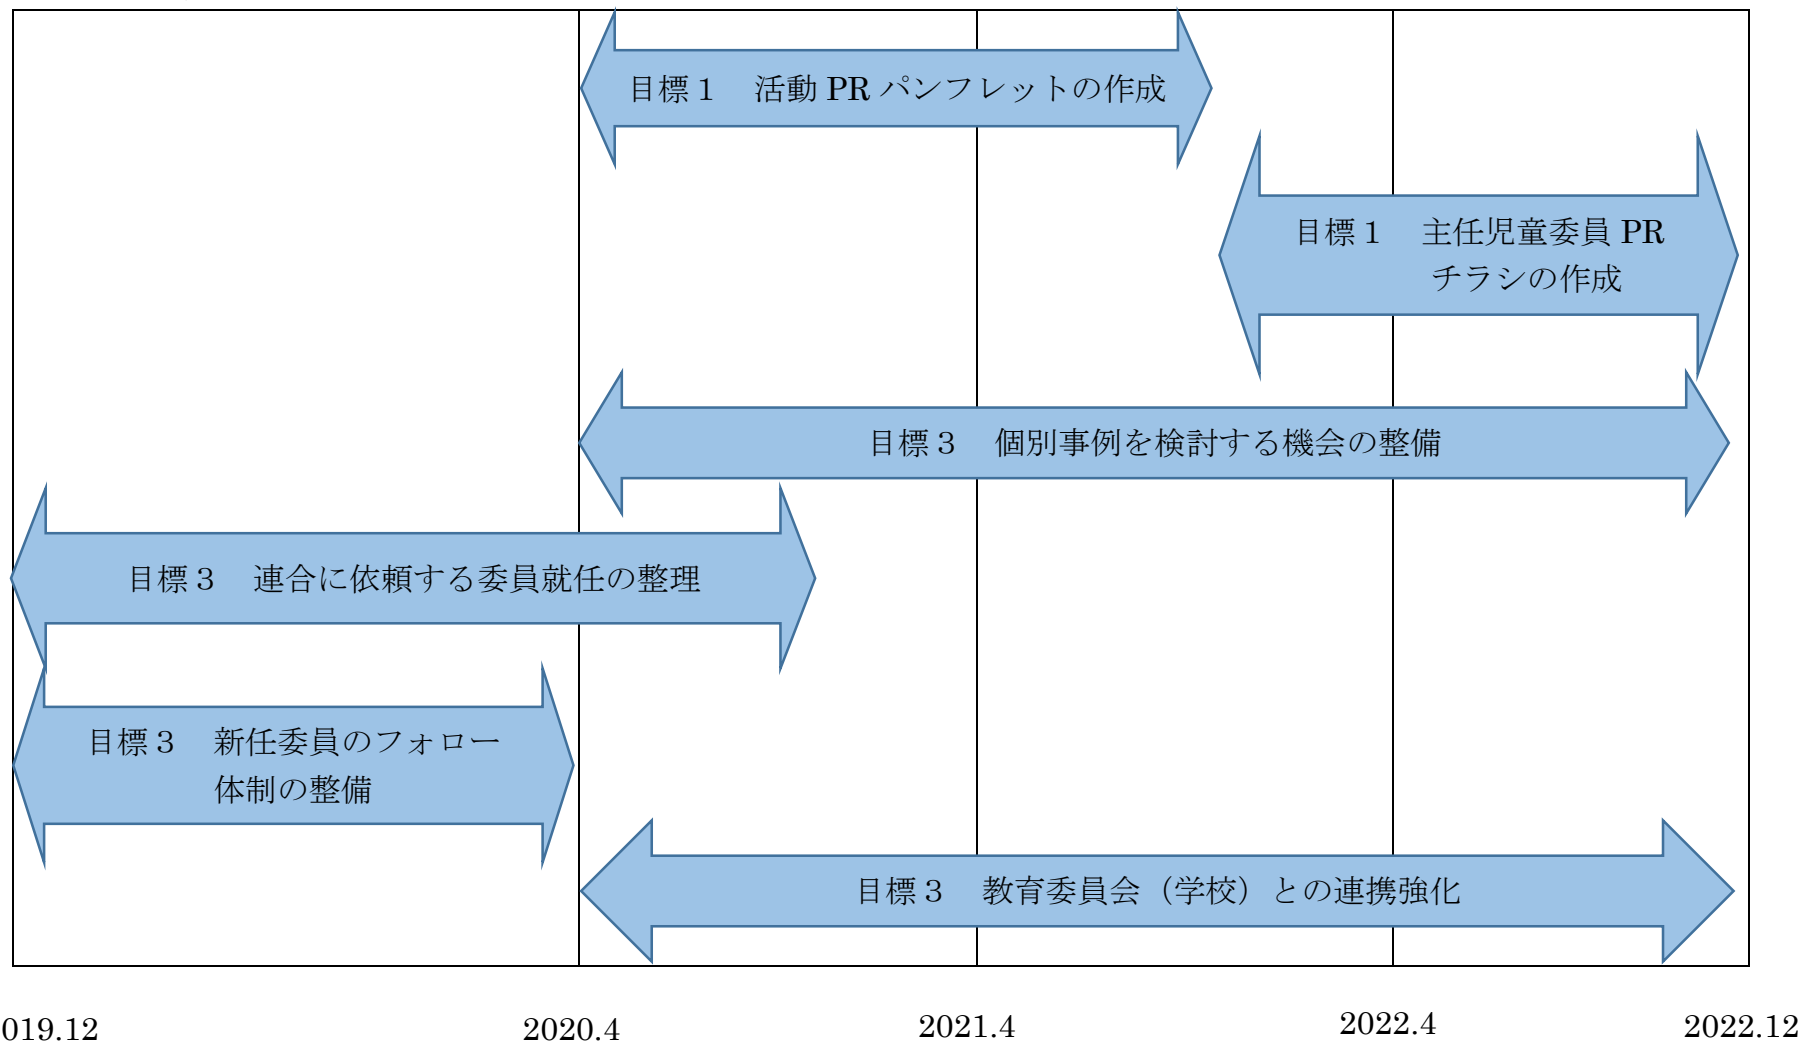 目標１　活動 PR パンフレットの作成
目標１　主任児童委員 PR
チラシの作成
目標３　個別事例を検討する機会の整備
目標３　連合に依頼する委員就任の整理
目標３　新任委員のフォロー
体制の整備
目標３　教育委員会（学校）との連携強化
019.12
2020.4
2021.4
2022.4
2022.12